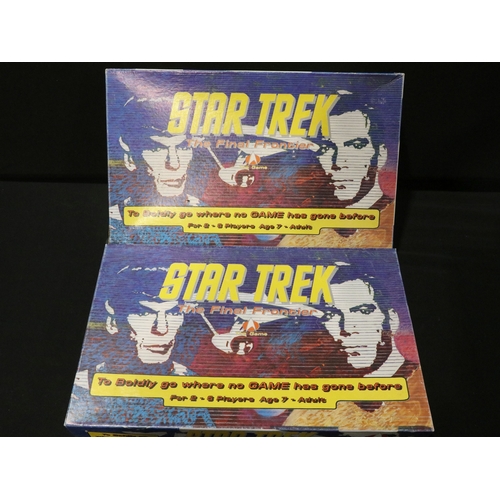 STAR TREK
The Final Frontier
A
Game
To Boldly go where no GAME has gone before
For 2 - 6 Players Age 7 - Adult
STAR TREK
The Final Frontier
A
Game
To Boldly go where no GAME has gone before
For 2 - 6 Players Age 7 - Adult